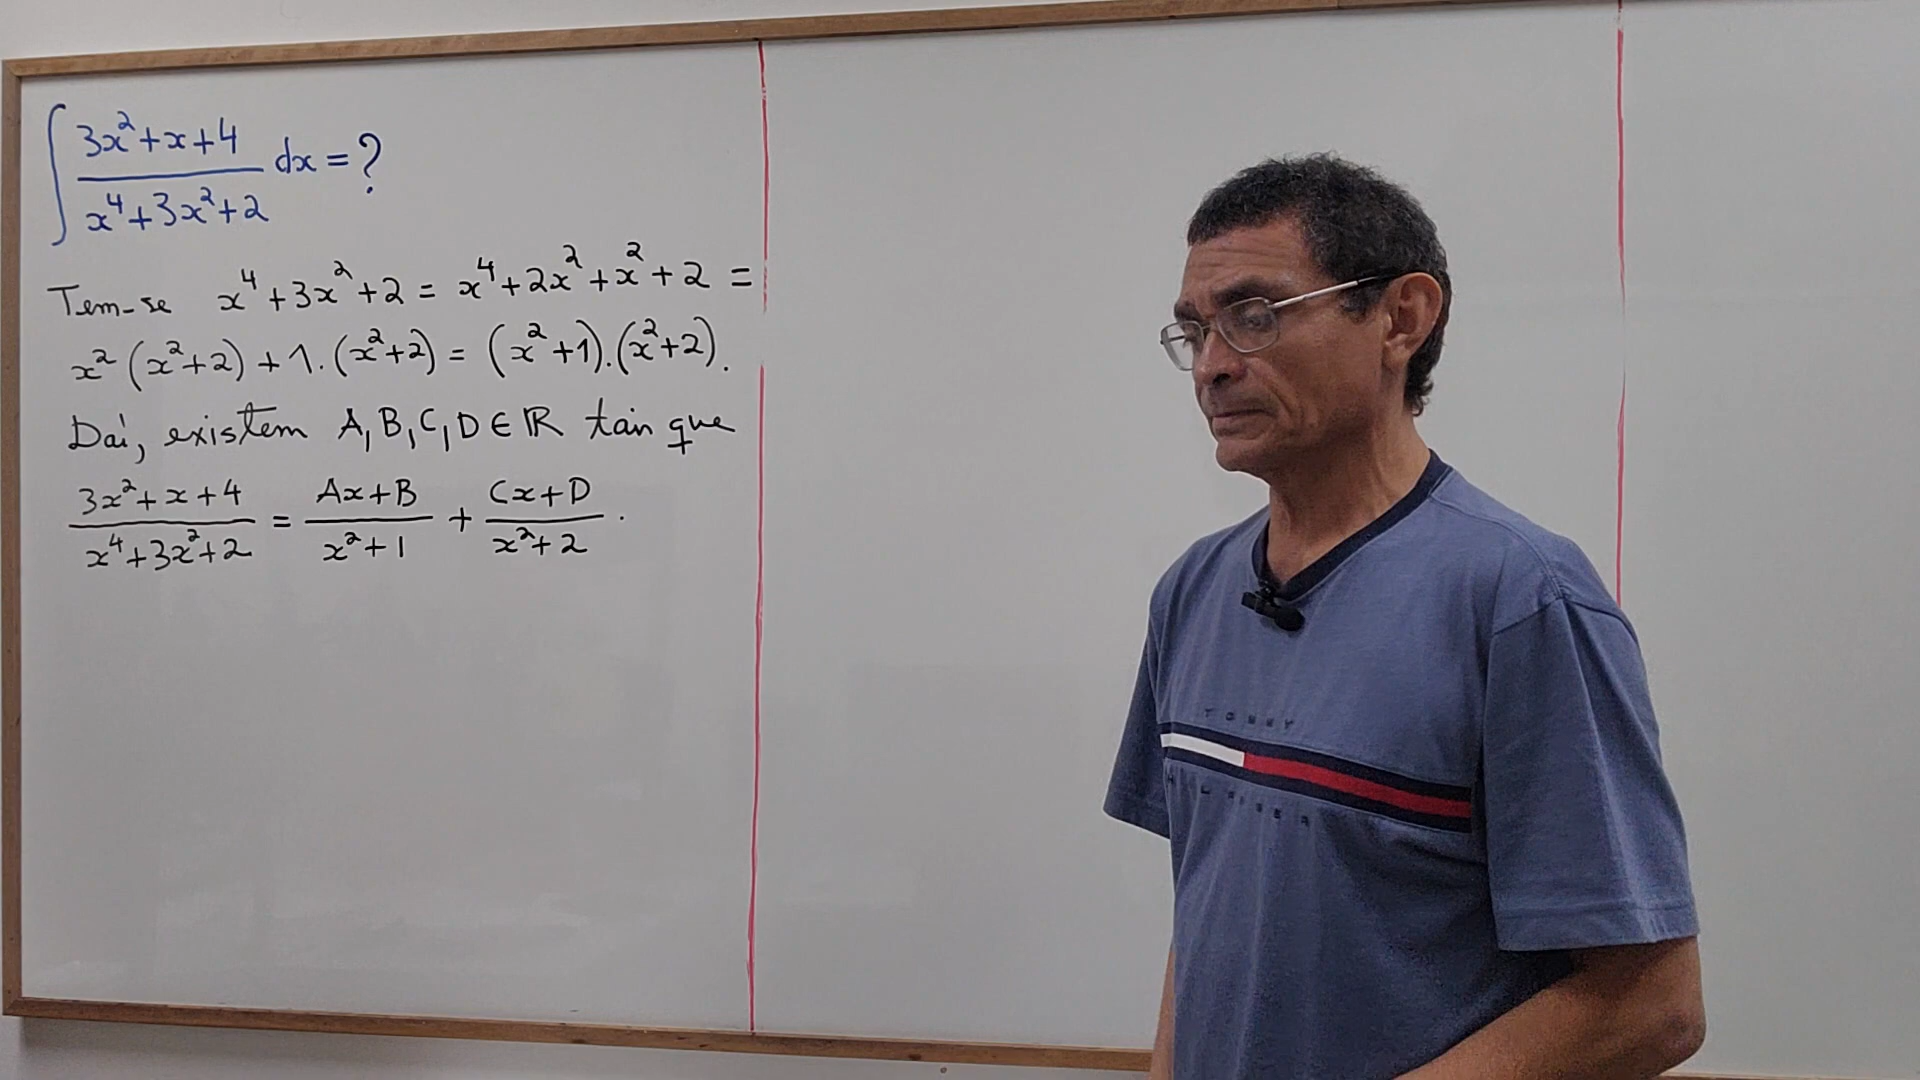 ∫ (3x²+x+4)/(x⁴+3x²+2) dx = ?
Tem-se x⁴+3x²+2 = x⁴+2x²+x²+2 =
x²(x²+2)+1.(x²+2) = (x²+1).(x²+2).
Daí, existem A, B, C, D ∈ ℝ tais que
(3x²+x+4)/(x⁴+3x²+2) = (Ax+B)/(x²+1) + (Cx+D)/(x²+2).
TOMMY
HILFIGER